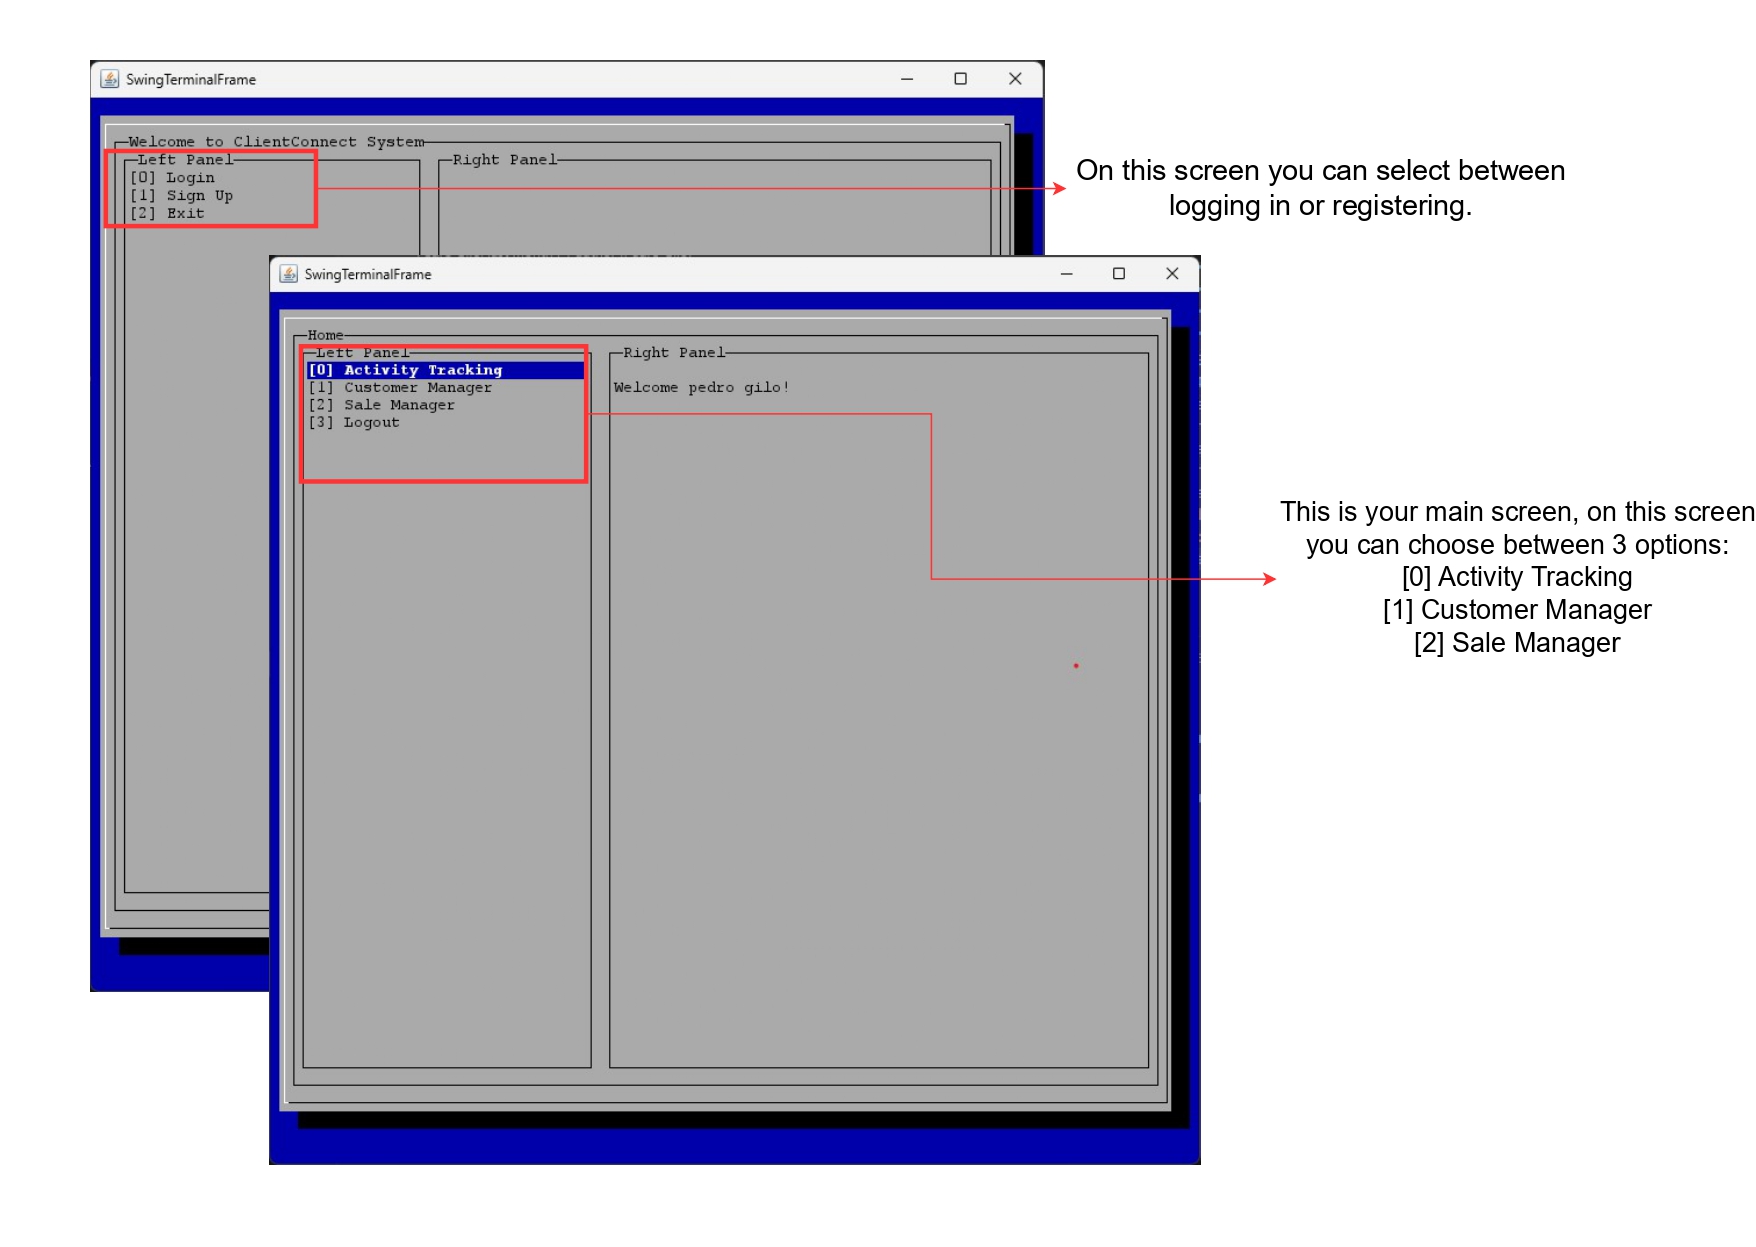 SwingTerminalFrame
Welcome to ClientConnect System
Left Panel
Right Panel
[0] Login
[1] Sign Up
[2] Exit
On this screen you can select between
logging in or registering.
SwingTerminalFrame
Home
Left Panel
Right Panel
[0] Activity Tracking
[1] Customer Manager
[2] Sale Manager
[3] Logout
Welcome pedro gilo!
This is your main screen, on this screen
you can choose between 3 options:
[0] Activity Tracking
[1] Customer Manager
[2] Sale Manager